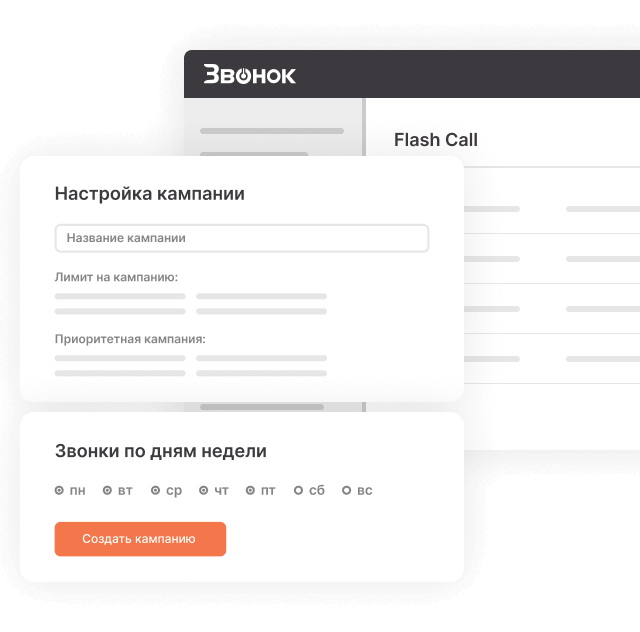 Звонок
Flash Call
Настройка кампании
Название кампании
Лимит на кампанию:
Приоритетная кампания:
Звонки по дням недели
пн вт ср чт пт сб вс
Создать кампанию